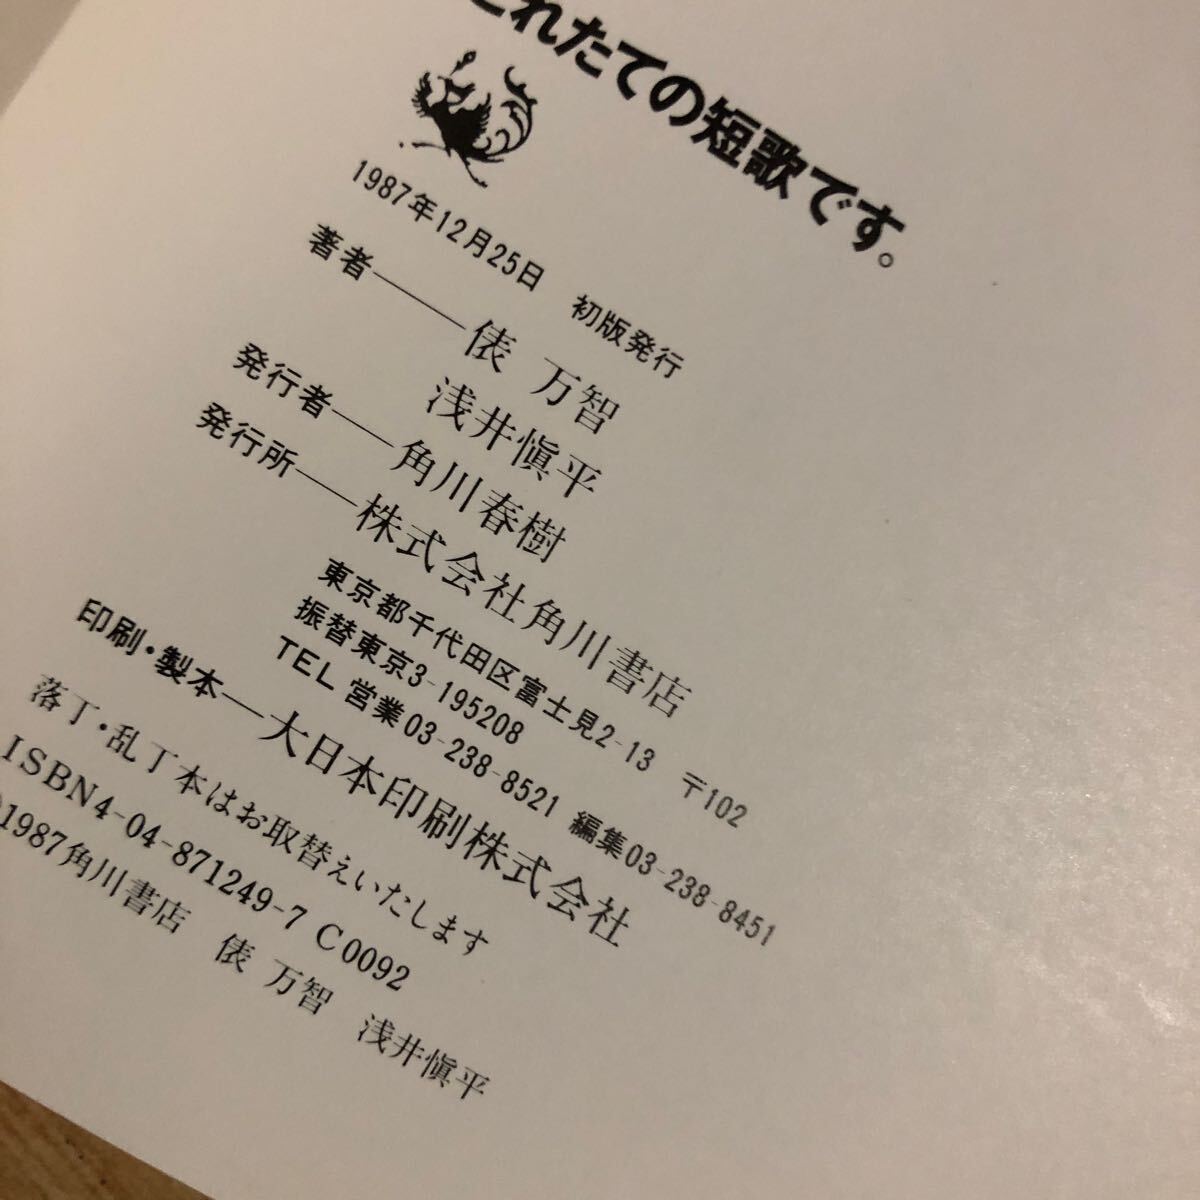 とれたての短歌です。
1987年12月25日　初版発行
著者――俵 万智
浅井愼平
発行者――角川春樹
発行所――株式会社角川書店
東京都千代田区富士見2-13　〒102
振替東京3-195208
TEL 営業03-238-8521 編集03-238-8451
印刷・製本――大日本印刷株式会社
落丁・乱丁本はお取替えいたします
ISBN4-04-871249-7 C0092
©1987角川書店　俵 万智　浅井愼平